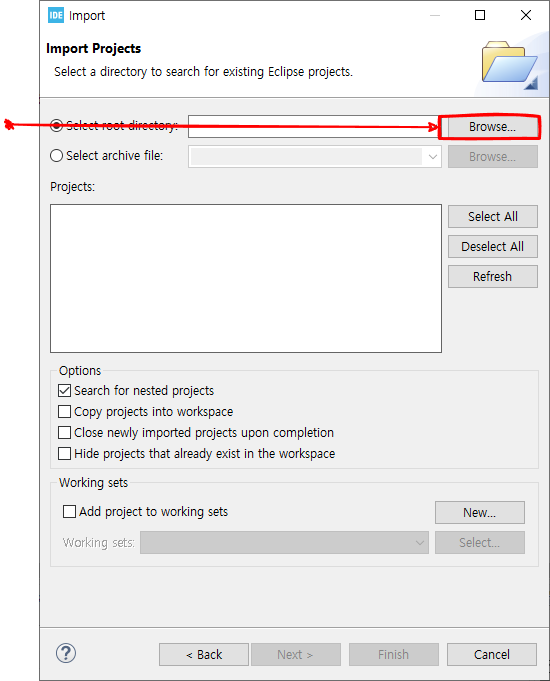 IDE Import
Import Projects
Select a directory to search for existing Eclipse projects.
Select root directory: Browse...
Select archive file: Browse...
Projects:
Select All
Deselect All
Refresh
Options
Search for nested projects
Copy projects into workspace
Close newly imported projects upon completion
Hide projects that already exist in the workspace
Working sets
Add project to working sets New...
Working sets: Select...
? < Back Next > Finish Cancel